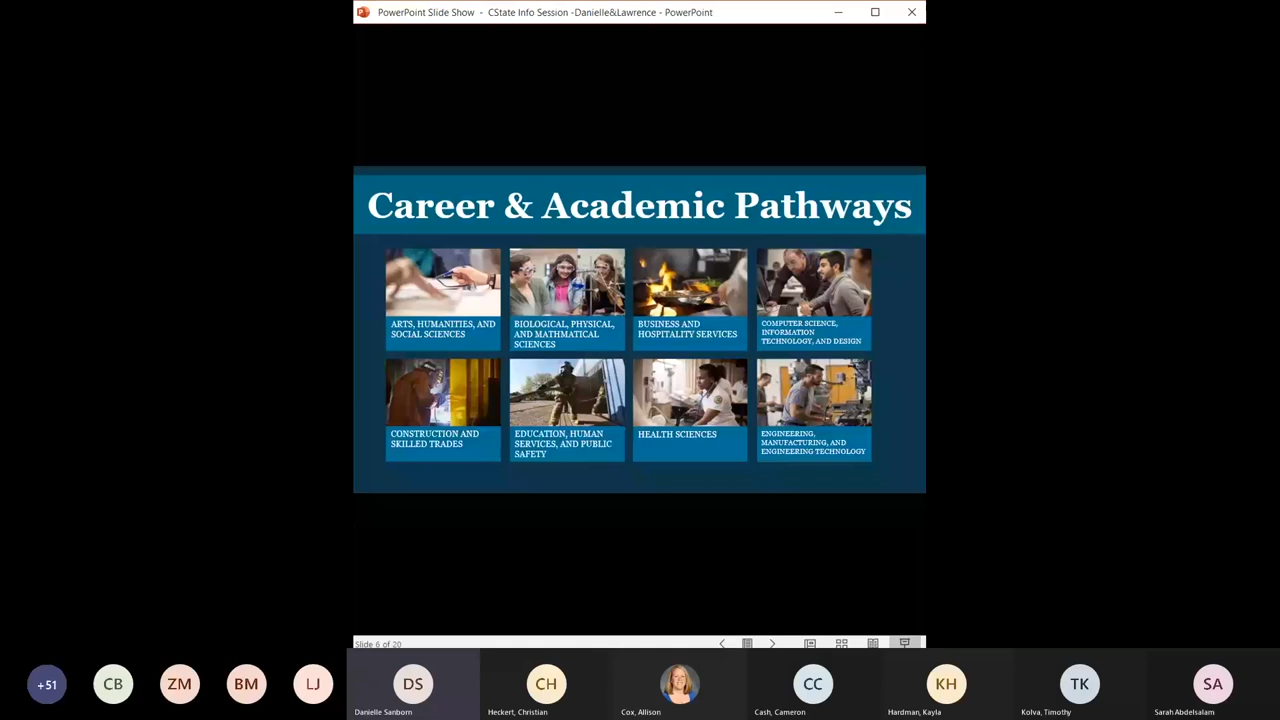 PowerPoint Slide Show - CState Info Session -Danielle&Lawrence - PowerPoint
Career & Academic Pathways
ARTS, HUMANITIES, AND
SOCIAL SCIENCES
BIOLOGICAL, PHYSICAL,
AND MATHMATICAL
SCIENCES
BUSINESS AND
HOSPITALITY SERVICES
COMPUTER SCIENCE,
INFORMATION
TECHNOLOGY, AND DESIGN
CONSTRUCTION AND
SKILLED TRADES
EDUCATION, HUMAN
SERVICES, AND PUBLIC
SAFETY
HEALTH SCIENCES
ENGINEERING,
MANUFACTURING, AND
ENGINEERING TECHNOLOGY
Slide 6 of 20
+51
CB
ZM
BM
LJ
DS
CH
CC
KH
TK
SA
Danielle Sanborn
Heckert, Christian
Cox, Allison
Cash, Cameron
Hardman, Kayla
Kolva, Timothy
Sarah Abdelsalam